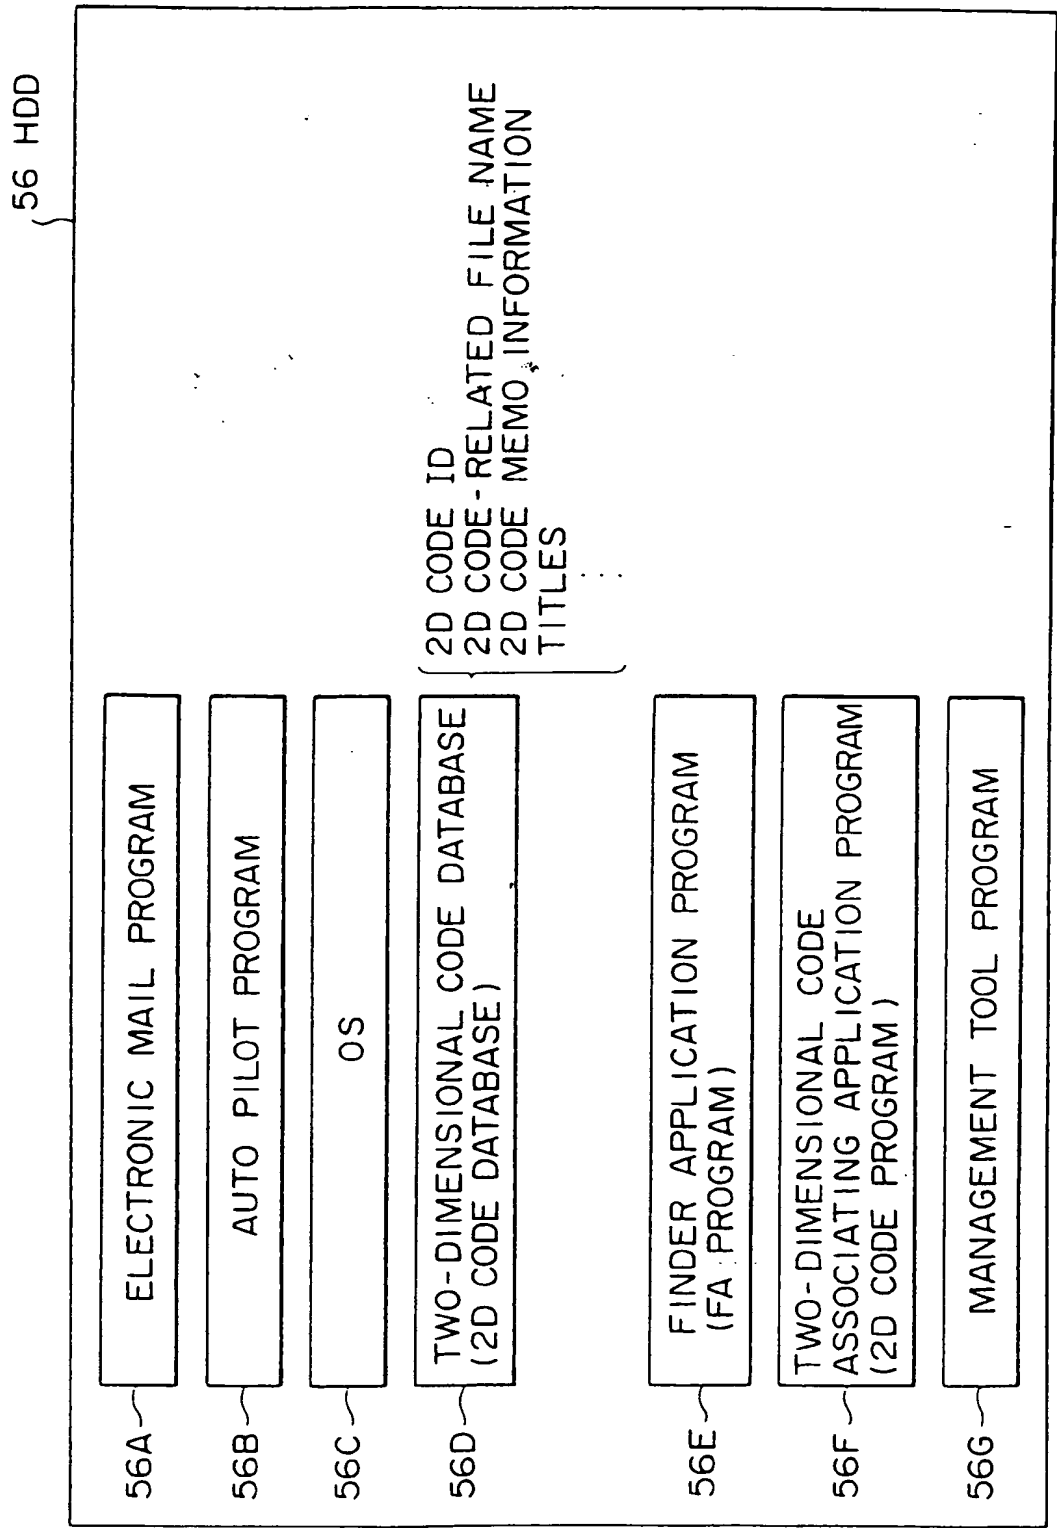 56 HDD
56A
ELECTRONIC MAIL PROGRAM
56B
AUTO PILOT PROGRAM
56C
OS
56D
TWO-DIMENSIONAL CODE DATABASE
(2D CODE DATABASE)
2D CODE ID
2D CODE-RELATED FILE NAME
2D CODE MEMO INFORMATION
TITLES
56E
FINDER APPLICATION PROGRAM
(FA PROGRAM)
56F
TWO-DIMENSIONAL CODE
ASSOCIATING APPLICATION PROGRAM
(2D CODE PROGRAM)
56G
MANAGEMENT TOOL PROGRAM